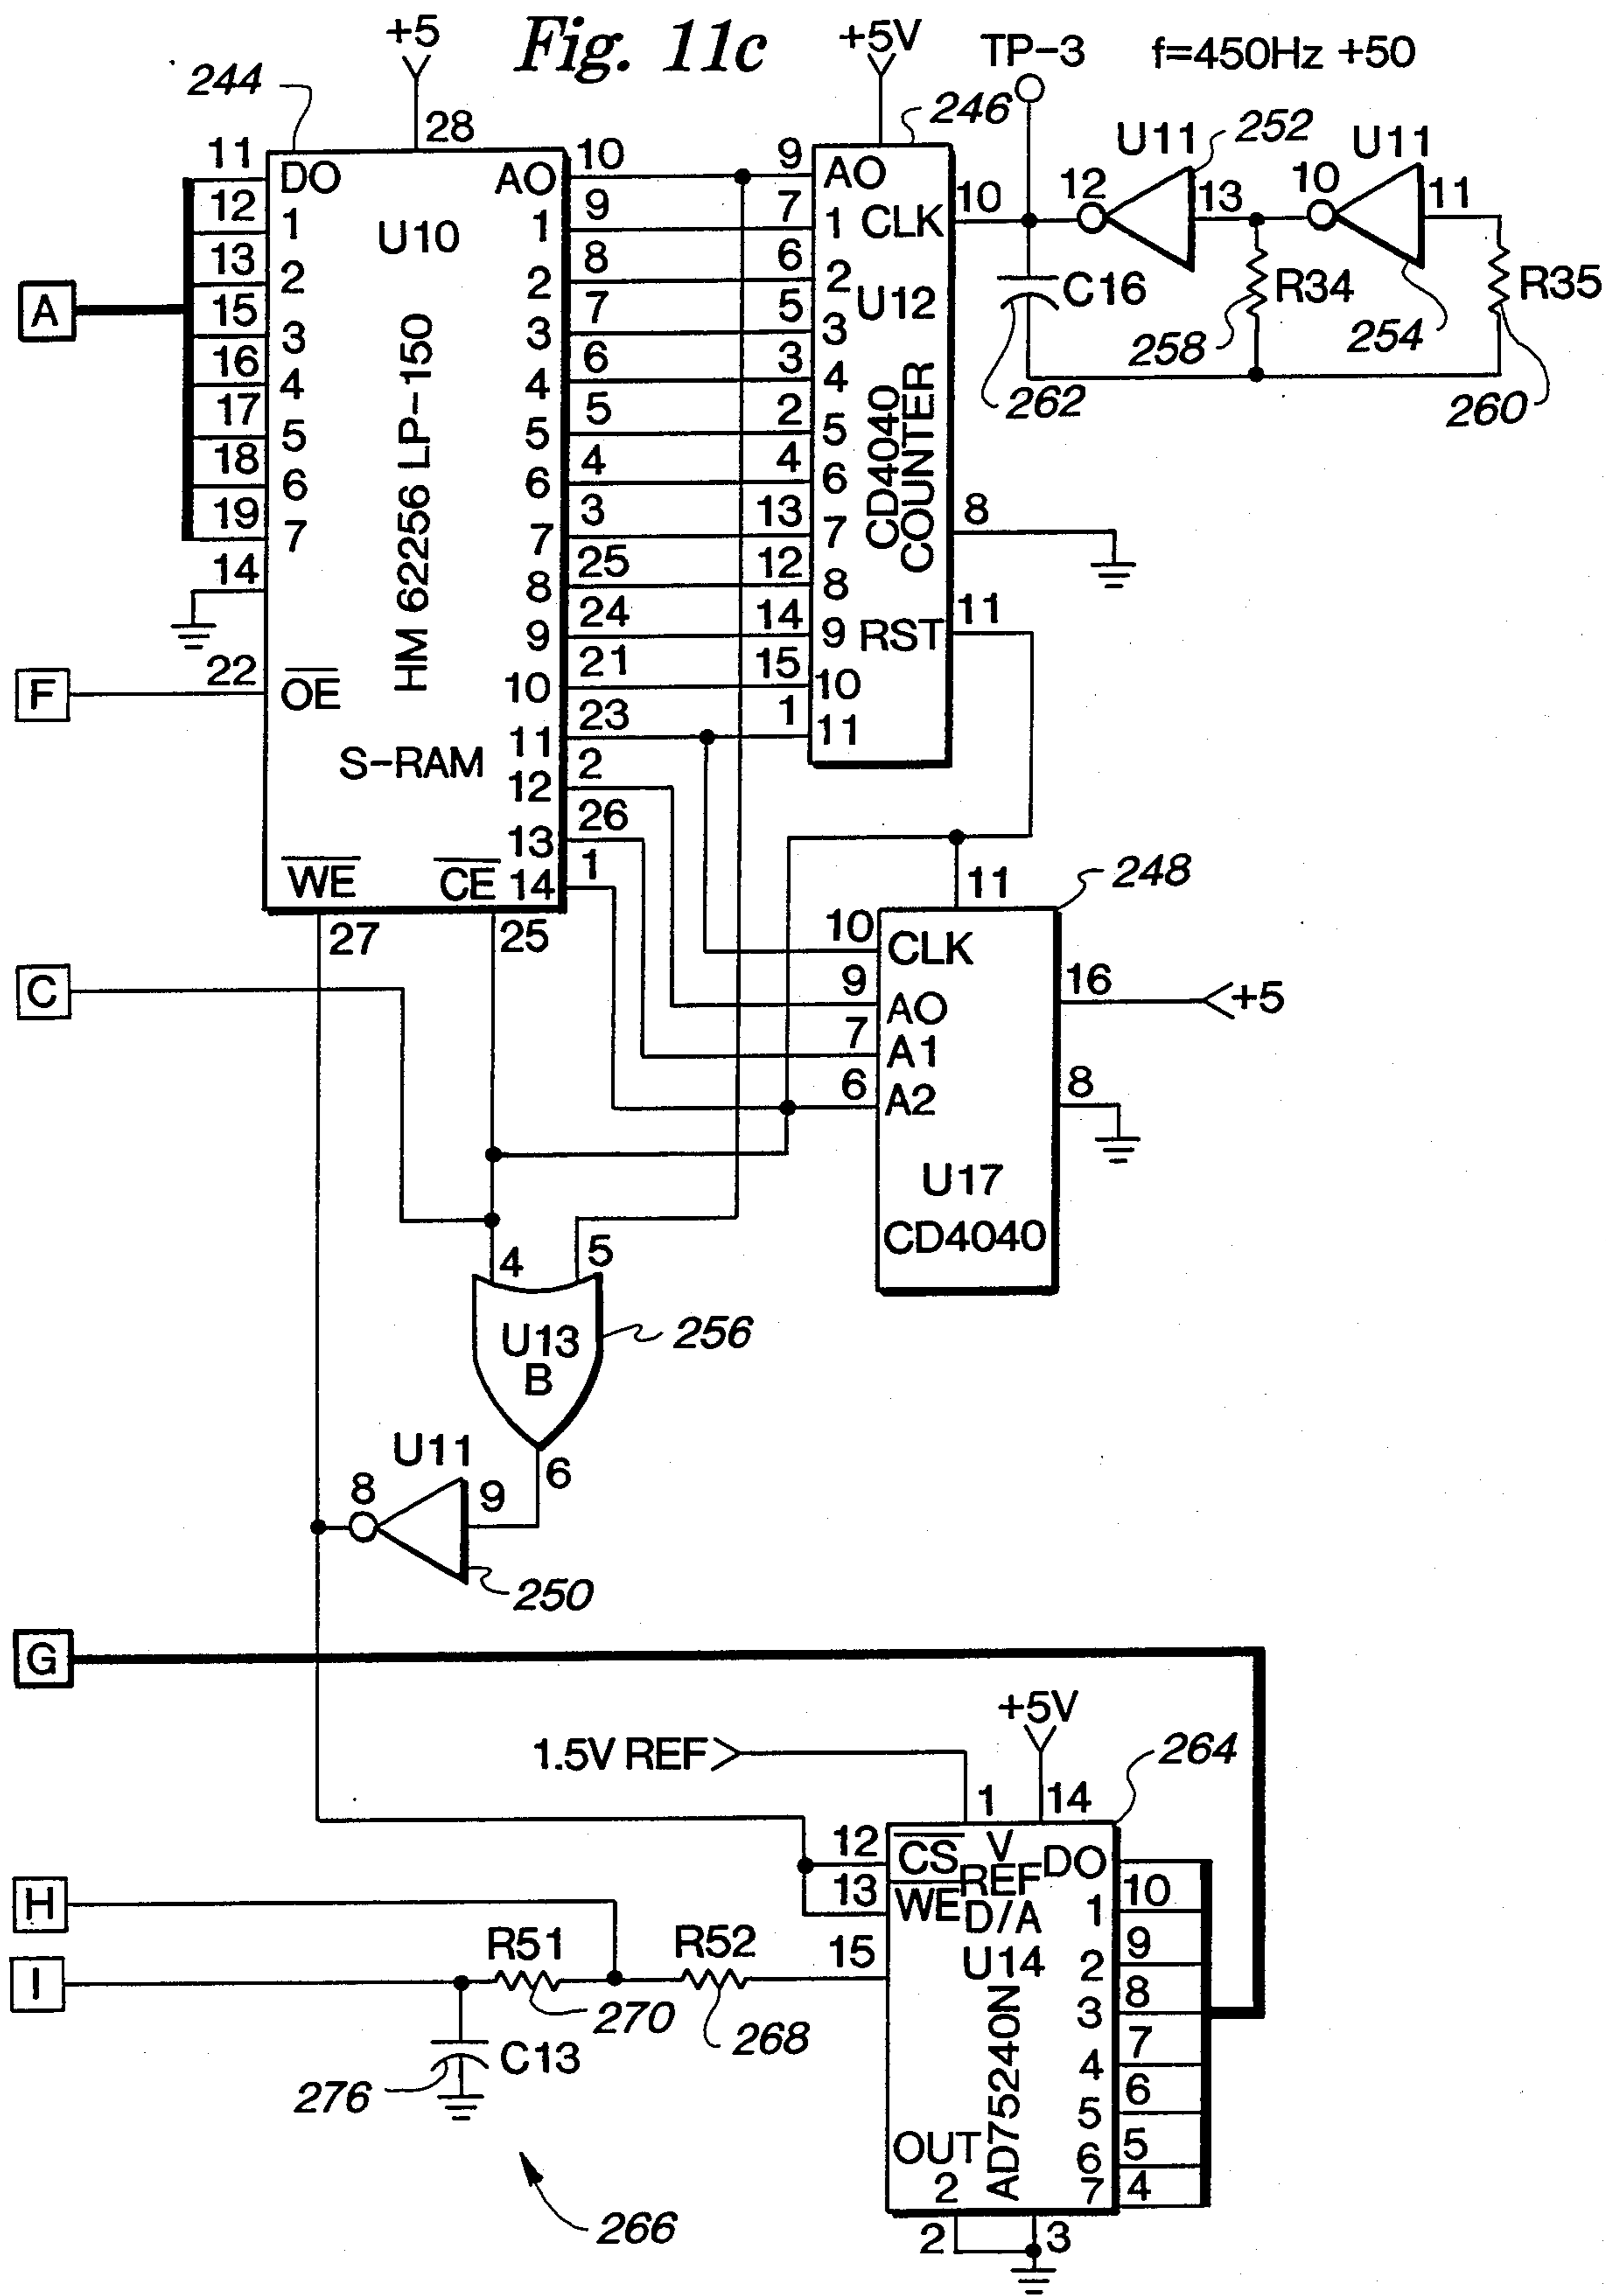 Fig. 11c
+5
+5V
TP-3
f=450Hz +50
244
246
252
U11
U11
28
11 DO
12 1
13 2
15 3
16 4
17 5
18 6
19 7
14
22 OE
U10
HM 62256 LP-150
S-RAM
AO 10
1 9
2 8
3 7
4 6
5 5
6 4
7 3
8 25
9 24
10 21
11 23
12 2
13 26
14 1
WE
CE
27
25
9 AO
7 1
6 2
5 3
3 4
2 5
4 6
13 7
12 8
14 9
15 10
1 11
CLK 10
U12
CD4040
COUNTER
8
RST 11
12
13
10
11
C16
R34
R35
262
258
254
260
A
F
C
11
248
10 CLK
9 AO
7 A1
6 A2
16
+5
8
U17
CD4040
4
5
U13
B
256
6
U11
8
9
250
G
+5V
1.5V REF
264
1
14
12 CS
13 WE
V
REF
D/A
U14
AD75240N
15
OUT
2
DO
1 10
2 9
3 8
4 7
5 6
6 5
7 4
2
3
H
I
R51
R52
270
268
C13
276
266